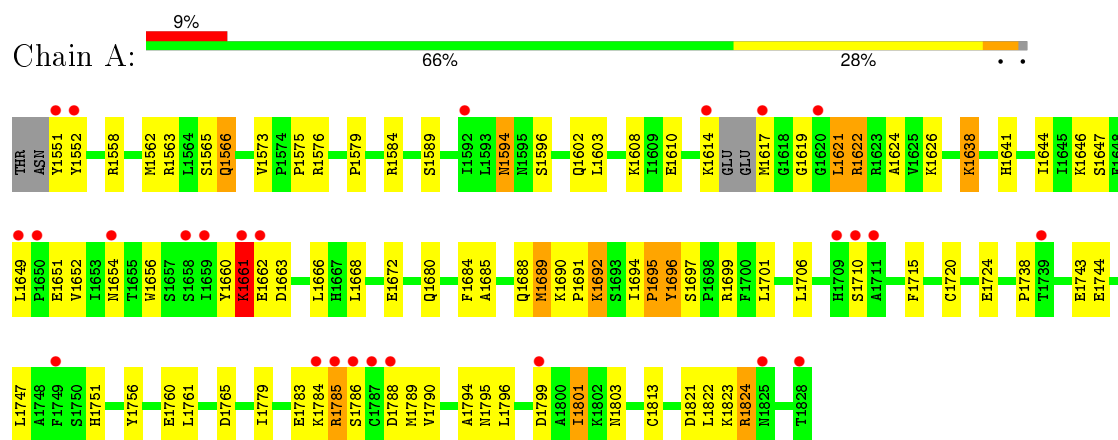 9%
Chain A:
66% 28% • •
THR ASN Y1551 Y1552 R1558 M1562 R1563 L1564 S1565 Q1566 V1573 P1574 P1575 R1576 P1579 R1584 S1589 I1592 L1593 N1594 N1595 S1596 Q1602 L1603 K1608 I1609 E1610 K1614 GLU GLU M1617 G1618 G1619 G1620 L1621 R1622 R1623 A1624 V1625 K1626 K1638 H1641 I1644 I1645 K1646 S1647 E1648
L1649 P1650 E1651 V1652 I1653 N1654 T1655 W1656 S1657 S1658 I1659 Y1660 K1661 E1662 D1663 L1666 H1667 L1668 E1672 Q1680 F1684 A1685 Q1688 M1689 K1690 P1691 K1692 S1693 I1694 P1695 Y1696 S1697 P1698 R1699 F1700 L1701 L1706 H1709 S1710 A1711 F1715 C1720 E1724 P1738 T1739 E1743 E1744
L1747 A1748 F1749 S1750 H1751 Y1756 E1760 L1761 D1765 I1779 E1783 K1784 R1785 S1786 C1787 D1788 M1789 V1790 A1794 N1795 L1796 D1799 A1800 I1801 K1802 N1803 C1813 D1821 L1822 K1823 R1824 N1825 T1828